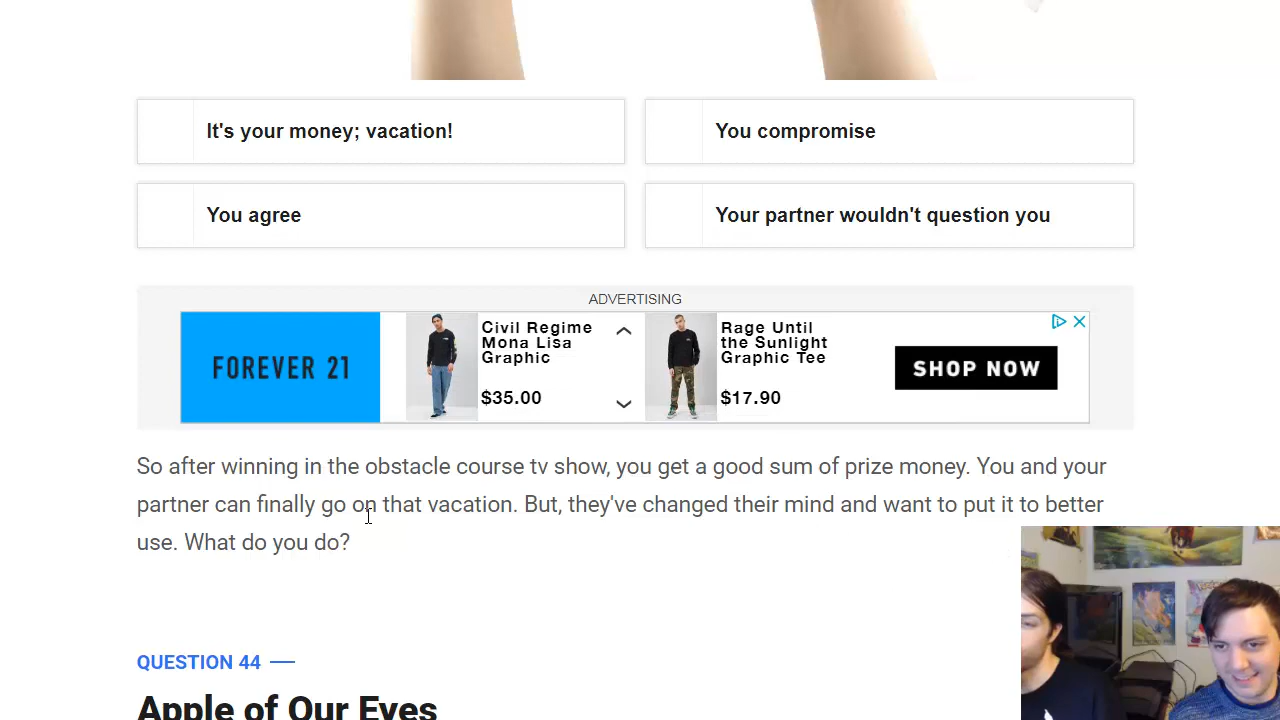 It's your money; vacation!
You compromise
You agree
Your partner wouldn't question you
ADVERTISING
FOREVER 21
Civil Regime
Mona Lisa
Graphic
$35.00
Rage Until
the Sunlight
Graphic Tee
$17.90
SHOP NOW
So after winning in the obstacle course tv show, you get a good sum of prize money. You and your
partner can finally go on that vacation. But, they've changed their mind and want to put it to better
use. What do you do?
QUESTION 44
Apple of Our Eyes